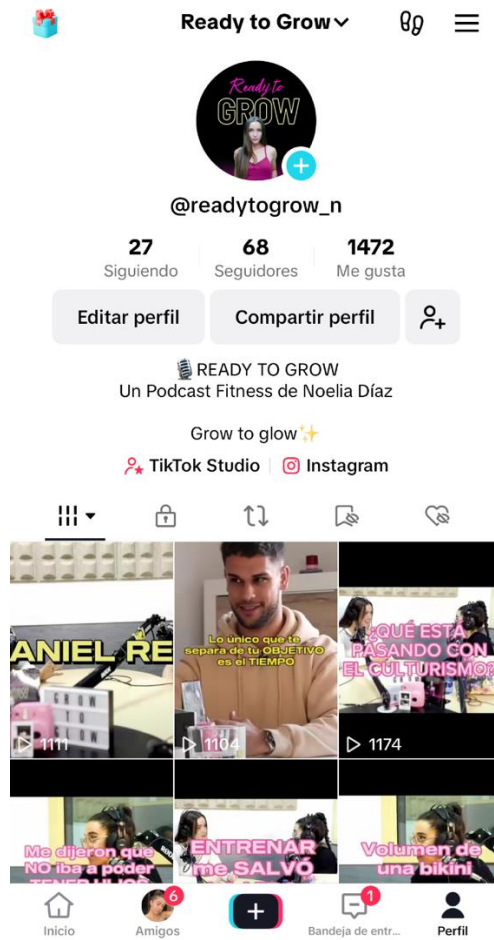 Ready to Grow
Ready to
GROW
@readytogrow_n
27 68 1472
Siguiendo Seguidores Me gusta
Editar perfil Compartir perfil
READY TO GROW
Un Podcast Fitness de Noelia Díaz
Grow to glow
TikTok Studio Instagram
ANIEL RE
GROW
1111
Lo único que te
separa de tu OBJETIVO
es el TIEMPO
1104
¿QUÉ ESTÁ
PASANDO CON
EL CULTURISMO?
1174
Me dijeron que
NO iba a poder
TENER HIJOS
ENTRENAR
me SALVÓ
Volumen de
una bikini
6
1
Inicio Amigos Bandeja de entr... Perfil